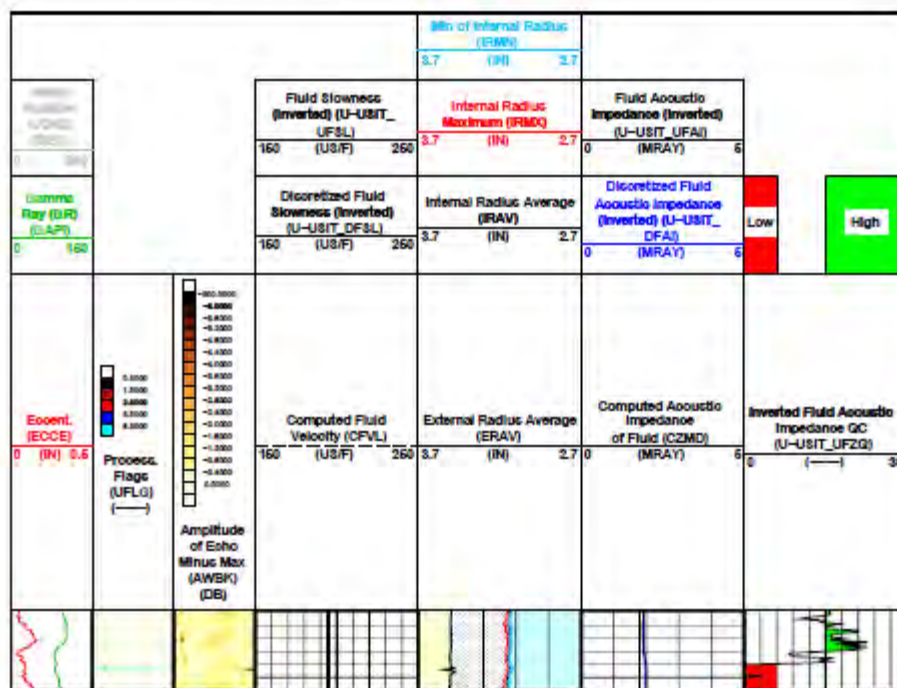 Min of Internal Radius
(IRMN)
3.7 (IN) 2.7
Fluid Slowness
(Inverted) (U-USIT_
UFSL)
160 (US/F) 260
Internal Radius
Maximum (IRMX)
3.7 (IN) 2.7
Fluid Acoustic
Impedance (Inverted)
(U-USIT_UFAI)
0 (MRAY) 5
Gamma
Ray (GR)
(GAPI)
0 160
Discretized Fluid
Slowness (Inverted)
(U-USIT_DFSL)
160 (US/F) 260
Internal Radius Average
(IRAV)
3.7 (IN) 2.7
Discretized Fluid
Acoustic Impedance
(Inverted) (U-USIT_
DFAI)
0 (MRAY) 5
Low
High
Eccent.
(ECCE)
0 (IN) 0.5
Process
Flags
(UFLG)
(----)
Amplitude
of Echo
Minus Max
(AWBK)
(DB)
Computed Fluid
Velocity (CFVL)
160 (US/F) 260
External Radius Average
(ERAV)
3.7 (IN) 2.7
Computed Acoustic
Impedance
of Fluid (CZMD)
0 (MRAY) 5
Inverted Fluid Acoustic
Impedance QC
(U-USIT_UFZQ)
0 (----)